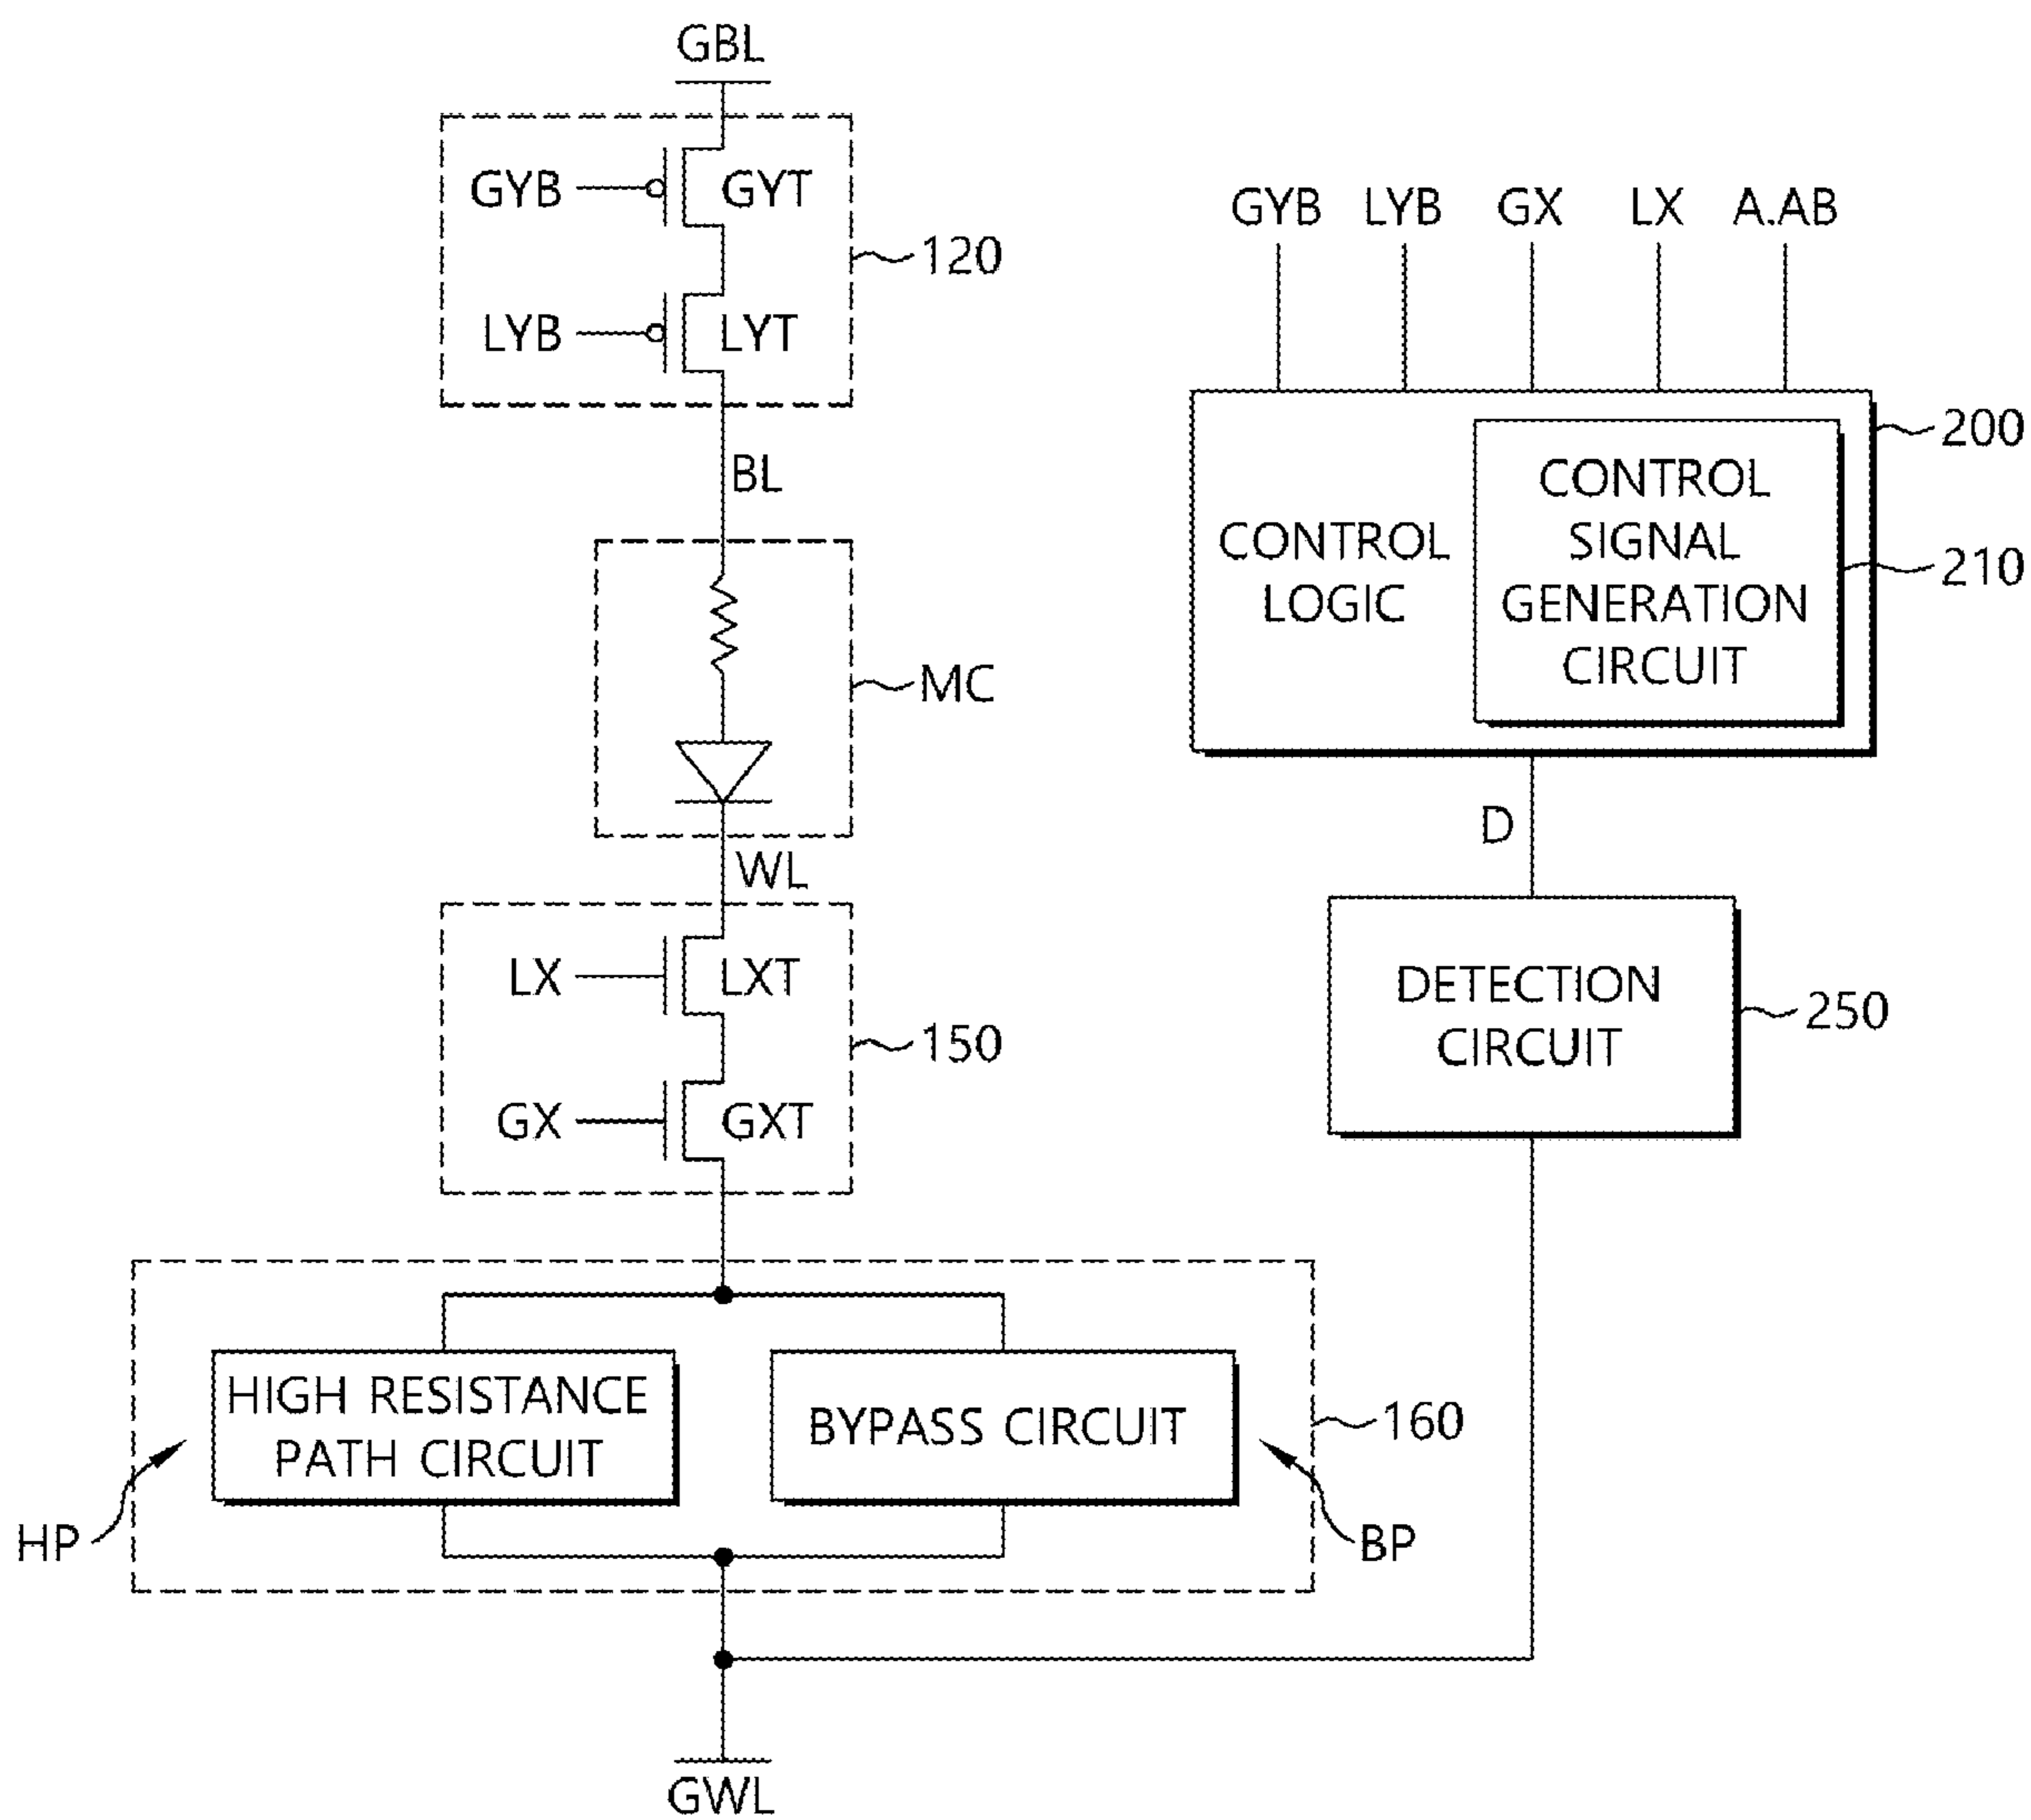 GBL
GYB
GYT
120
LYB
LYT
BL
MC
WL
LX
LXT
150
GX
GXT
HIGH RESISTANCE
PATH CIRCUIT
BYPASS CIRCUIT
160
HP
BP
GWL
GYB LYB GX LX A.AB
200
CONTROL
LOGIC
CONTROL
SIGNAL
GENERATION
CIRCUIT
210
D
DETECTION
CIRCUIT
250